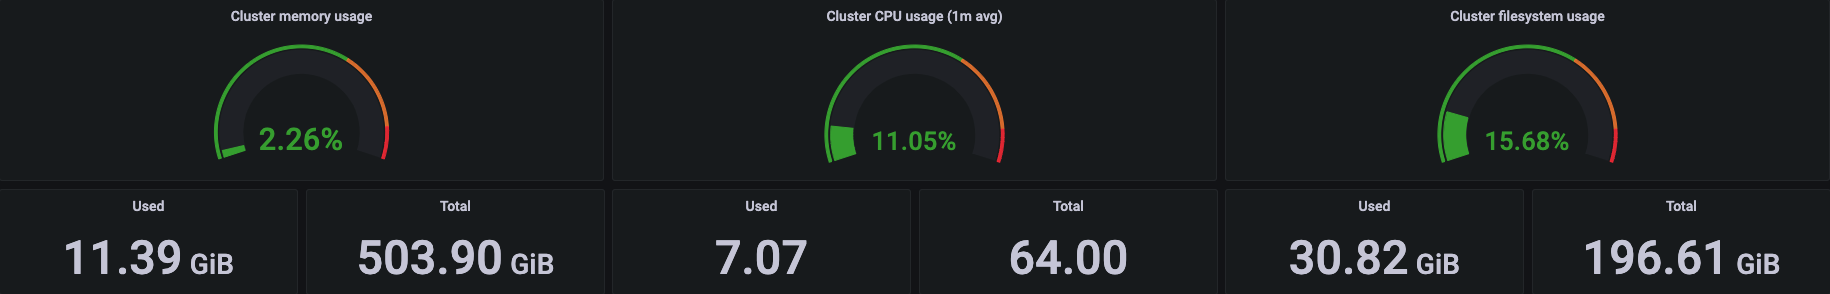 Cluster memory usage
2.26%
Cluster CPU usage (1m avg)
11.05%
Cluster filesystem usage
15.68%
Used
11.39 GiB
Total
503.90 GiB
Used
7.07
Total
64.00
Used
30.82 GiB
Total
196.61 GiB